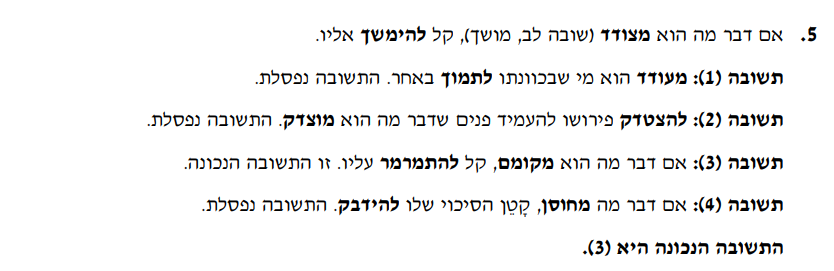 5. אם דבר מה הוא מצודד (שובה לב, מושך), קל להימשך אליו.
תשובה (1): מעודד הוא מי שבכוונתו לתמוך באחר. התשובה נפסלת.
תשובה (2): להצטדק פירושו להעמיד פנים שדבר מה הוא מוצדק. התשובה נפסלת.
תשובה (3): אם דבר מה הוא מקומם, קל להתמרמר עליו. זו התשובה הנכונה.
תשובה (4): אם דבר מה מחוסן, קָטֵן הסיכוי שלו להידבק. התשובה נפסלת.
התשובה הנכונה היא (3).